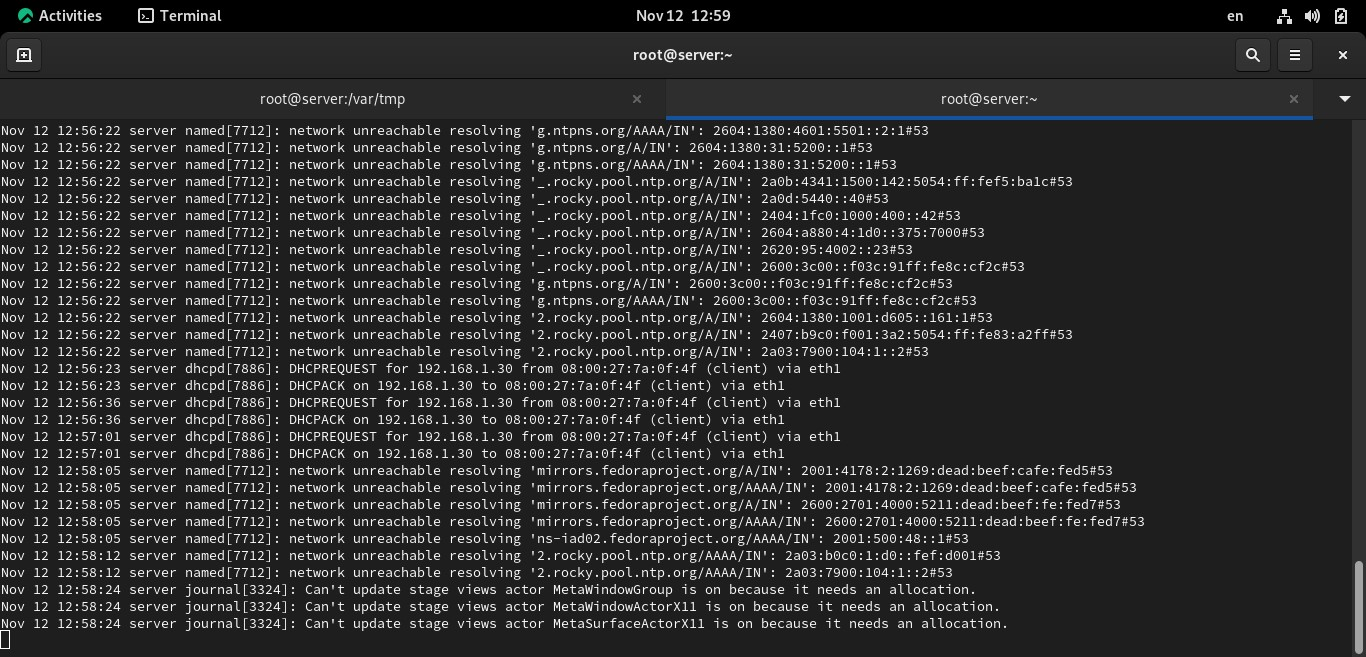 Activities Terminal Nov 12 12:59 en
root@server:~
root@server:/var/tmp root@server:~
Nov 12 12:56:22 server named[7712]: network unreachable resolving 'g.ntpns.org/AAAA/IN': 2604:1380:4601:5501::2:1#53
Nov 12 12:56:22 server named[7712]: network unreachable resolving 'g.ntpns.org/A/IN': 2604:1380:31:5200::1#53
Nov 12 12:56:22 server named[7712]: network unreachable resolving 'g.ntpns.org/AAAA/IN': 2604:1380:31:5200::1#53
Nov 12 12:56:22 server named[7712]: network unreachable resolving '_.rocky.pool.ntp.org/A/IN': 2a0b:4341:1500:142:5054:ff:fef5:ba1c#53
Nov 12 12:56:22 server named[7712]: network unreachable resolving '_.rocky.pool.ntp.org/A/IN': 2a0d:5440::40#53
Nov 12 12:56:22 server named[7712]: network unreachable resolving '_.rocky.pool.ntp.org/A/IN': 2404:1fc0:1000:400::42#53
Nov 12 12:56:22 server named[7712]: network unreachable resolving '_.rocky.pool.ntp.org/A/IN': 2604:a880:4:1d0::375:7000#53
Nov 12 12:56:22 server named[7712]: network unreachable resolving '_.rocky.pool.ntp.org/A/IN': 2620:95:4002::23#53
Nov 12 12:56:22 server named[7712]: network unreachable resolving '_.rocky.pool.ntp.org/A/IN': 2600:3c00::f03c:91ff:fe8c:cf2c#53
Nov 12 12:56:22 server named[7712]: network unreachable resolving 'g.ntpns.org/A/IN': 2600:3c00::f03c:91ff:fe8c:cf2c#53
Nov 12 12:56:22 server named[7712]: network unreachable resolving 'g.ntpns.org/AAAA/IN': 2600:3c00::f03c:91ff:fe8c:cf2c#53
Nov 12 12:56:22 server named[7712]: network unreachable resolving '2.rocky.pool.ntp.org/A/IN': 2604:1380:1001:d605::161:1#53
Nov 12 12:56:22 server named[7712]: network unreachable resolving '2.rocky.pool.ntp.org/A/IN': 2407:b9c0:f001:3a2:5054:ff:fe83:a2ff#53
Nov 12 12:56:22 server named[7712]: network unreachable resolving '2.rocky.pool.ntp.org/A/IN': 2a03:7900:104:1::2#53
Nov 12 12:56:23 server dhcpd[7886]: DHCPREQUEST for 192.168.1.30 from 08:00:27:7a:0f:4f (client) via eth1
Nov 12 12:56:23 server dhcpd[7886]: DHCPACK on 192.168.1.30 to 08:00:27:7a:0f:4f (client) via eth1
Nov 12 12:56:36 server dhcpd[7886]: DHCPREQUEST for 192.168.1.30 from 08:00:27:7a:0f:4f (client) via eth1
Nov 12 12:56:36 server dhcpd[7886]: DHCPACK on 192.168.1.30 to 08:00:27:7a:0f:4f (client) via eth1
Nov 12 12:57:01 server dhcpd[7886]: DHCPREQUEST for 192.168.1.30 from 08:00:27:7a:0f:4f (client) via eth1
Nov 12 12:57:01 server dhcpd[7886]: DHCPACK on 192.168.1.30 to 08:00:27:7a:0f:4f (client) via eth1
Nov 12 12:58:05 server named[7712]: network unreachable resolving 'mirrors.fedoraproject.org/A/IN': 2001:4178:2:1269:dead:beef:cafe:fed5#53
Nov 12 12:58:05 server named[7712]: network unreachable resolving 'mirrors.fedoraproject.org/AAAA/IN': 2001:4178:2:1269:dead:beef:cafe:fed5#53
Nov 12 12:58:05 server named[7712]: network unreachable resolving 'mirrors.fedoraproject.org/A/IN': 2600:2701:4000:5211:dead:beef:fe:fed7#53
Nov 12 12:58:05 server named[7712]: network unreachable resolving 'mirrors.fedoraproject.org/AAAA/IN': 2600:2701:4000:5211:dead:beef:fe:fed7#53
Nov 12 12:58:05 server named[7712]: network unreachable resolving 'ns-iad02.fedoraproject.org/AAAA/IN': 2001:500:48::1#53
Nov 12 12:58:12 server named[7712]: network unreachable resolving '2.rocky.pool.ntp.org/AAAA/IN': 2a03:b0c0:1:d0::fef:d001#53
Nov 12 12:58:12 server named[7712]: network unreachable resolving '2.rocky.pool.ntp.org/AAAA/IN': 2a03:7900:104:1::2#53
Nov 12 12:58:24 server journal[3324]: Can't update stage views actor MetaWindowGroup is on because it needs an allocation.
Nov 12 12:58:24 server journal[3324]: Can't update stage views actor MetaWindowActorX11 is on because it needs an allocation.
Nov 12 12:58:24 server journal[3324]: Can't update stage views actor MetaSurfaceActorX11 is on because it needs an allocation.